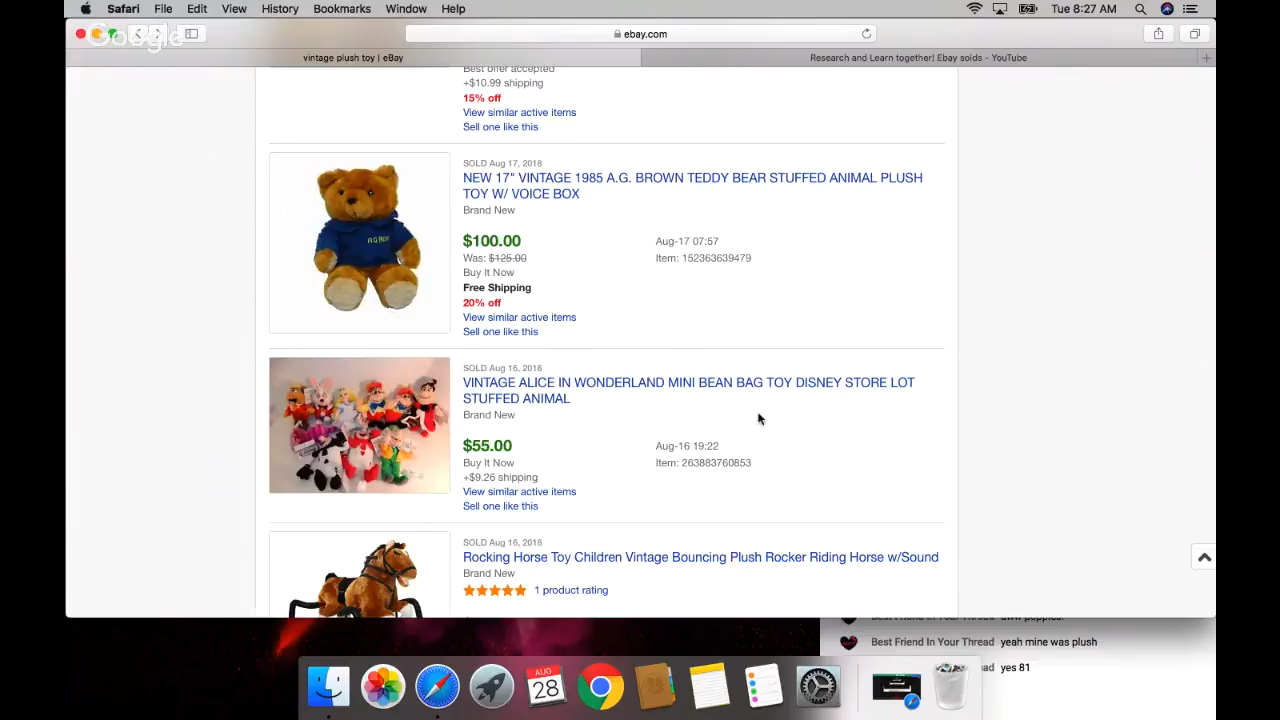 Safari File Edit View History Bookmarks Window Help
Tue 8:27 AM
Google
ebay.com
vintage plush toy | eBay
Research and Learn together! Ebay solds - YouTube
Best offer accepted
+$10.99 shipping
15% off
View similar active items
Sell one like this
SOLD Aug 17, 2018
NEW 17" VINTAGE 1985 A.G. BROWN TEDDY BEAR STUFFED ANIMAL PLUSH
TOY W/ VOICE BOX
Brand New
$100.00
Aug-17 07:57
Was: $125.00
Item: 152363639479
Buy It Now
Free Shipping
20% off
View similar active items
Sell one like this
SOLD Aug 16, 2018
VINTAGE ALICE IN WONDERLAND MINI BEAN BAG TOY DISNEY STORE LOT
STUFFED ANIMAL
Brand New
$55.00
Aug-16 19:22
Buy It Now
Item: 263883760853
+$9.26 shipping
View similar active items
Sell one like this
SOLD Aug 16, 2018
Rocking Horse Toy Children Vintage Bouncing Plush Rocker Riding Horse w/Sound
Brand New
1 product rating
Best Friend In Your Thread
Best Friend In Your Thread yeah mine was plush
yes 81
AUG
28